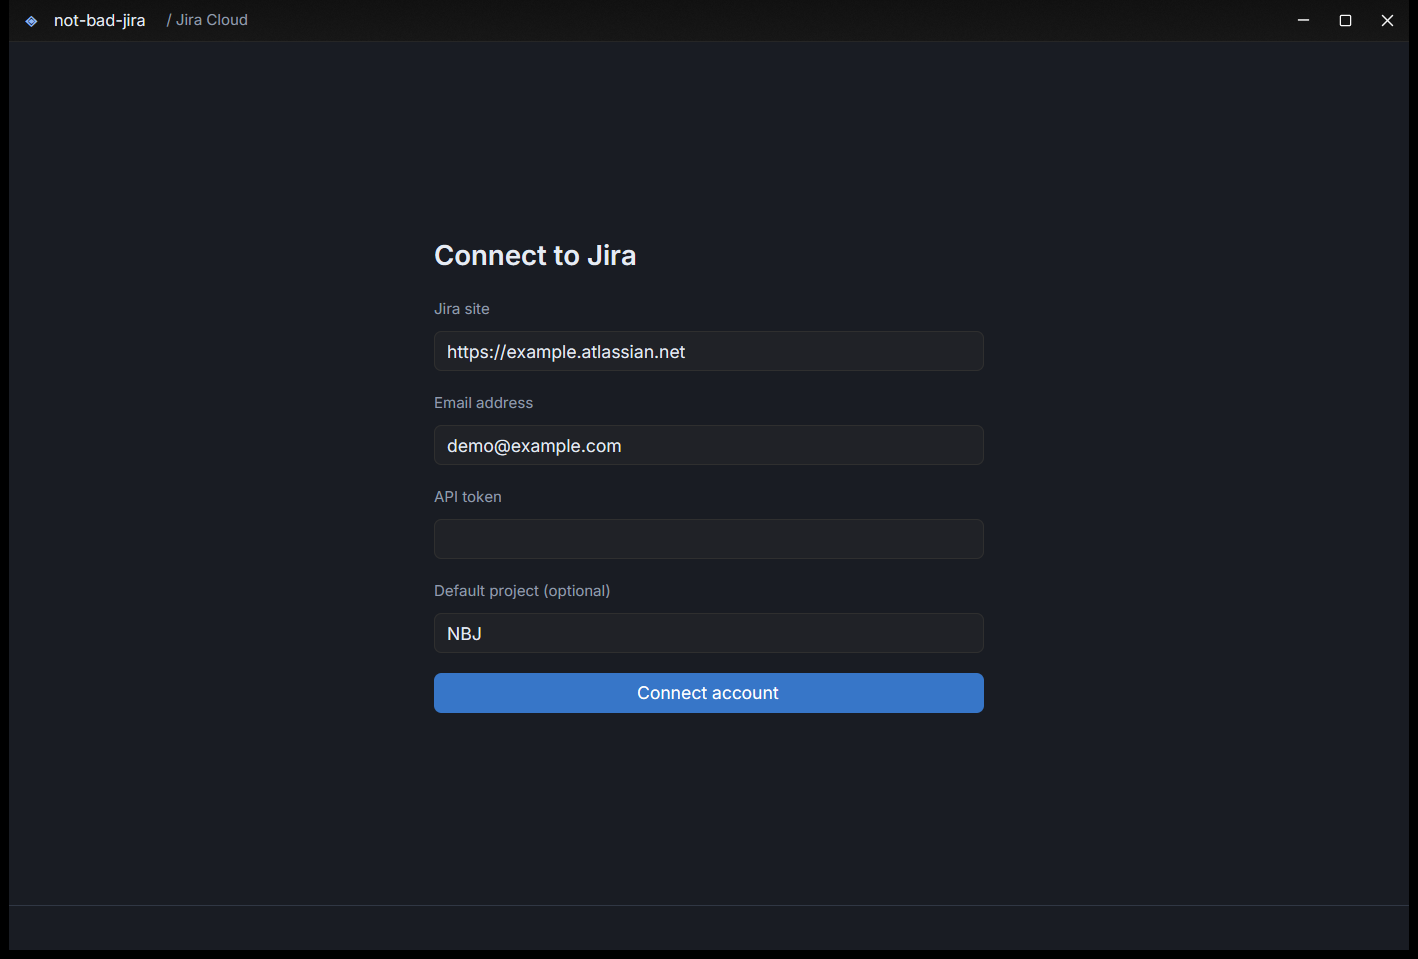 not-bad-jira / Jira Cloud
Connect to Jira
Jira site
https://example.atlassian.net
Email address
demo@example.com
API token
Default project (optional)
NBJ
Connect account